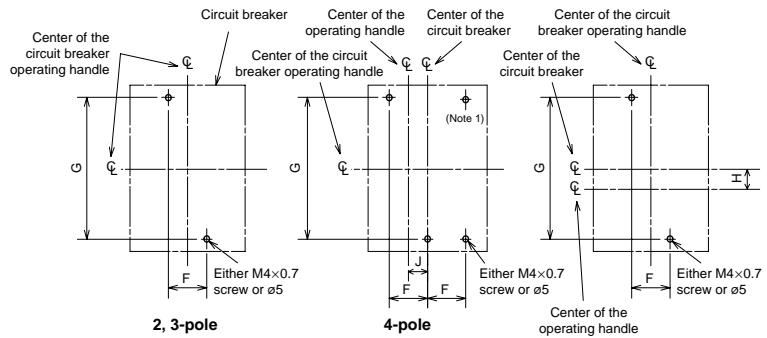 Circuit breaker
Center of the
circuit breaker
operating handle
℄
℄
G
F
Either M4×0.7
screw or ø5
2, 3-pole
Center of the
operating handle
Center of the
circuit breaker
Center of the circuit
breaker operating handle
℄
℄
(Note 1)
℄
G
J
F
F
Either M4×0.7
screw or ø5
4-pole
Center of the circuit
breaker operating handle
Center of the
circuit breaker
℄
℄
℄
G
H
F
Either M4×0.7
screw or ø5
Center of the
operating handle